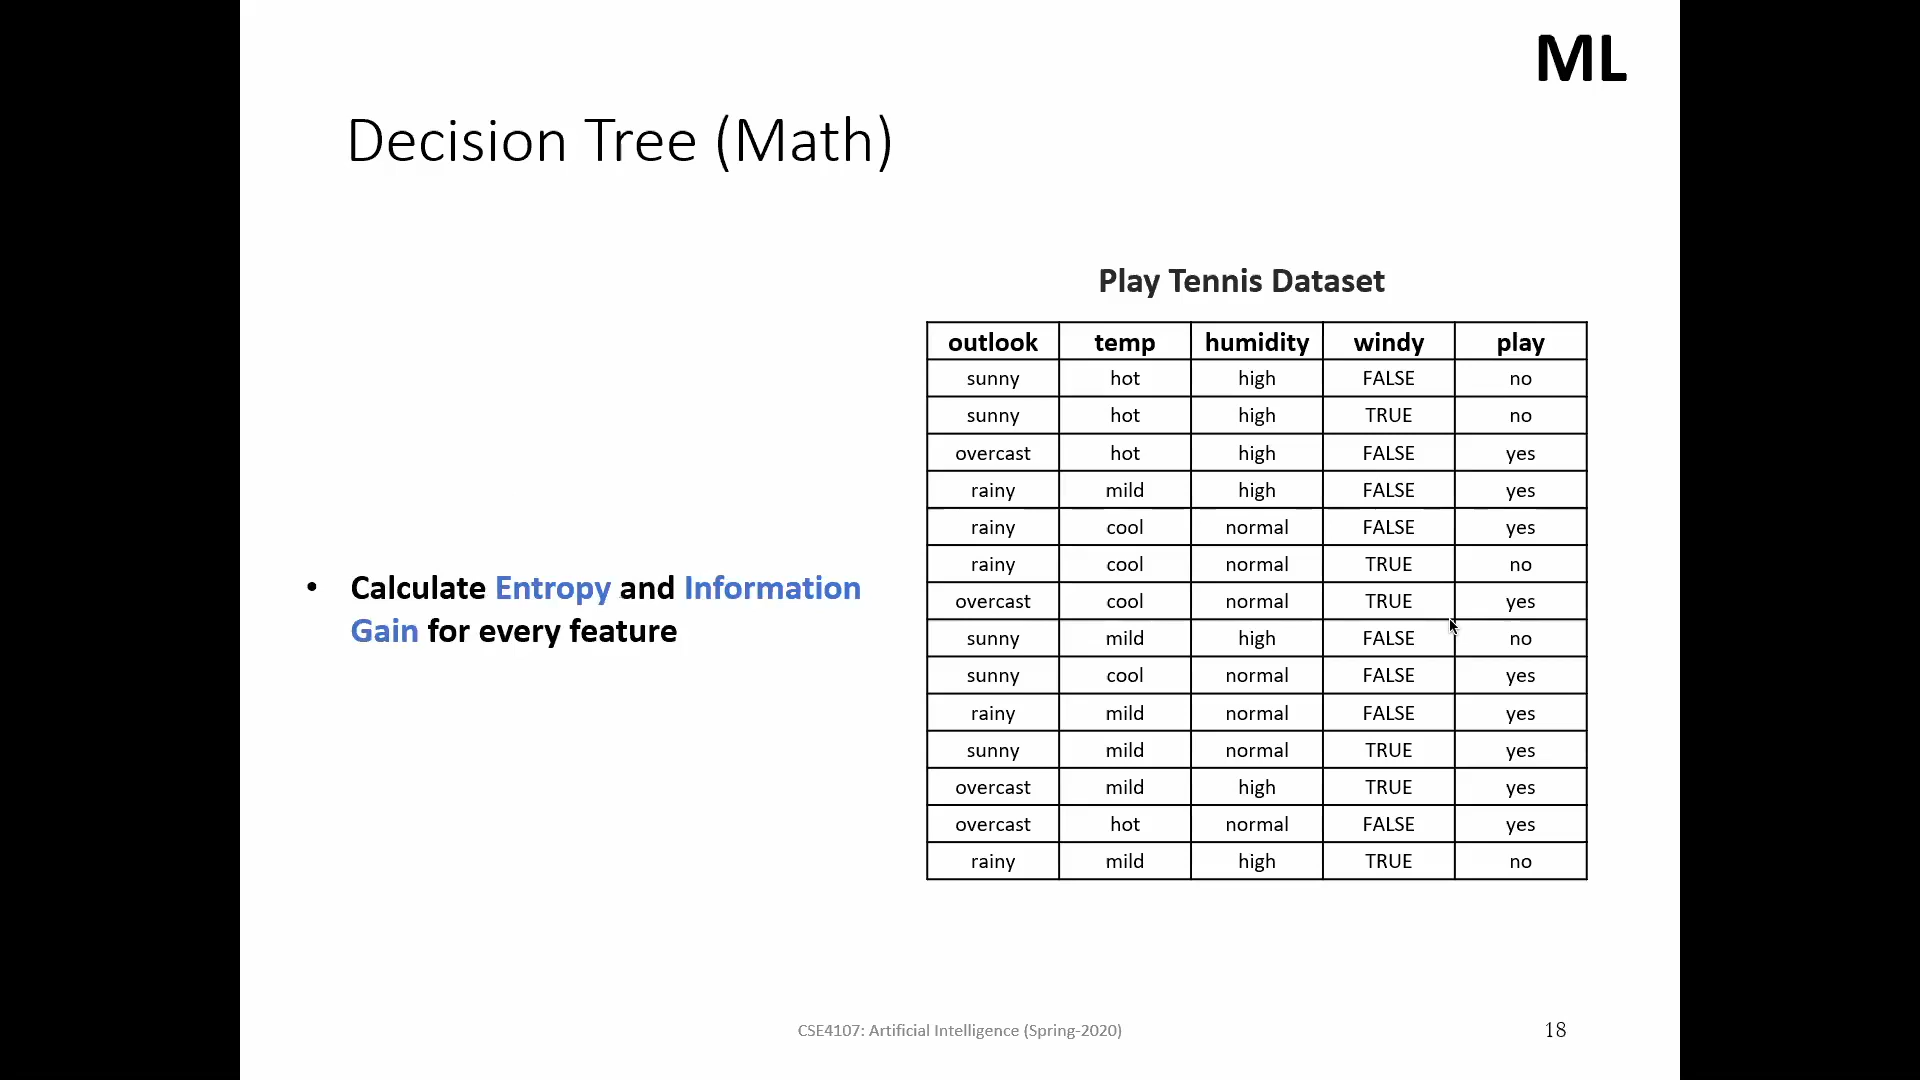 ML
Decision Tree (Math)
Play Tennis Dataset
outlook temp humidity windy play
sunny hot high FALSE no
sunny hot high TRUE no
overcast hot high FALSE yes
rainy mild high FALSE yes
rainy cool normal FALSE yes
rainy cool normal TRUE no
overcast cool normal TRUE yes
sunny mild high FALSE no
sunny cool normal FALSE yes
rainy mild normal FALSE yes
sunny mild normal TRUE yes
overcast mild high TRUE yes
overcast hot normal FALSE yes
rainy mild high TRUE no
• Calculate Entropy and Information
Gain for every feature
CSE4107: Artificial Intelligence (Spring-2020)
18